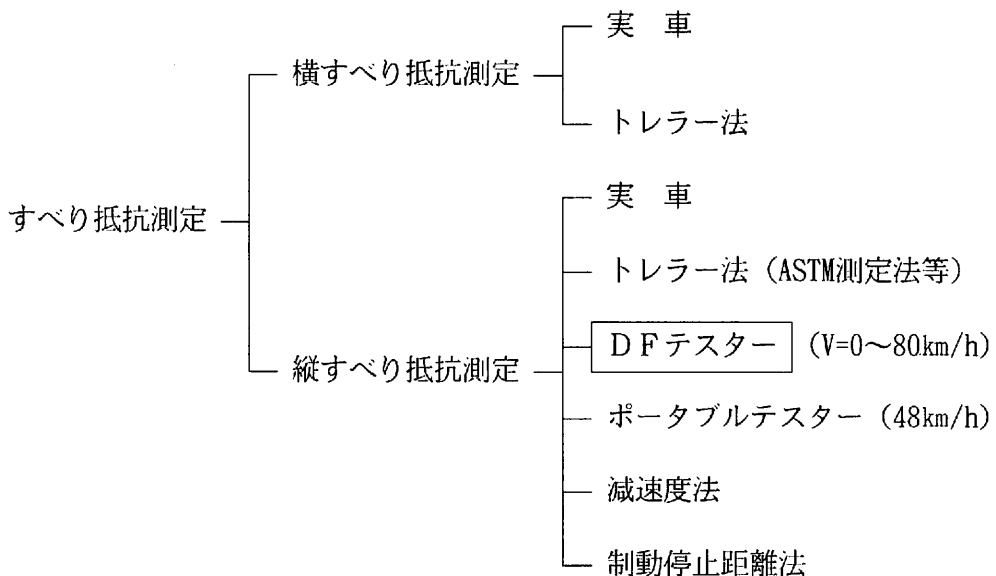 実　車
横すべり抵抗測定
トレラー法
すべり抵抗測定
実　車
トレラー法（ASTM測定法等）
ＤＦテスター (V=0～80km/h)
縦すべり抵抗測定
ポータブルテスター (48km/h)
減速度法
制動停止距離法